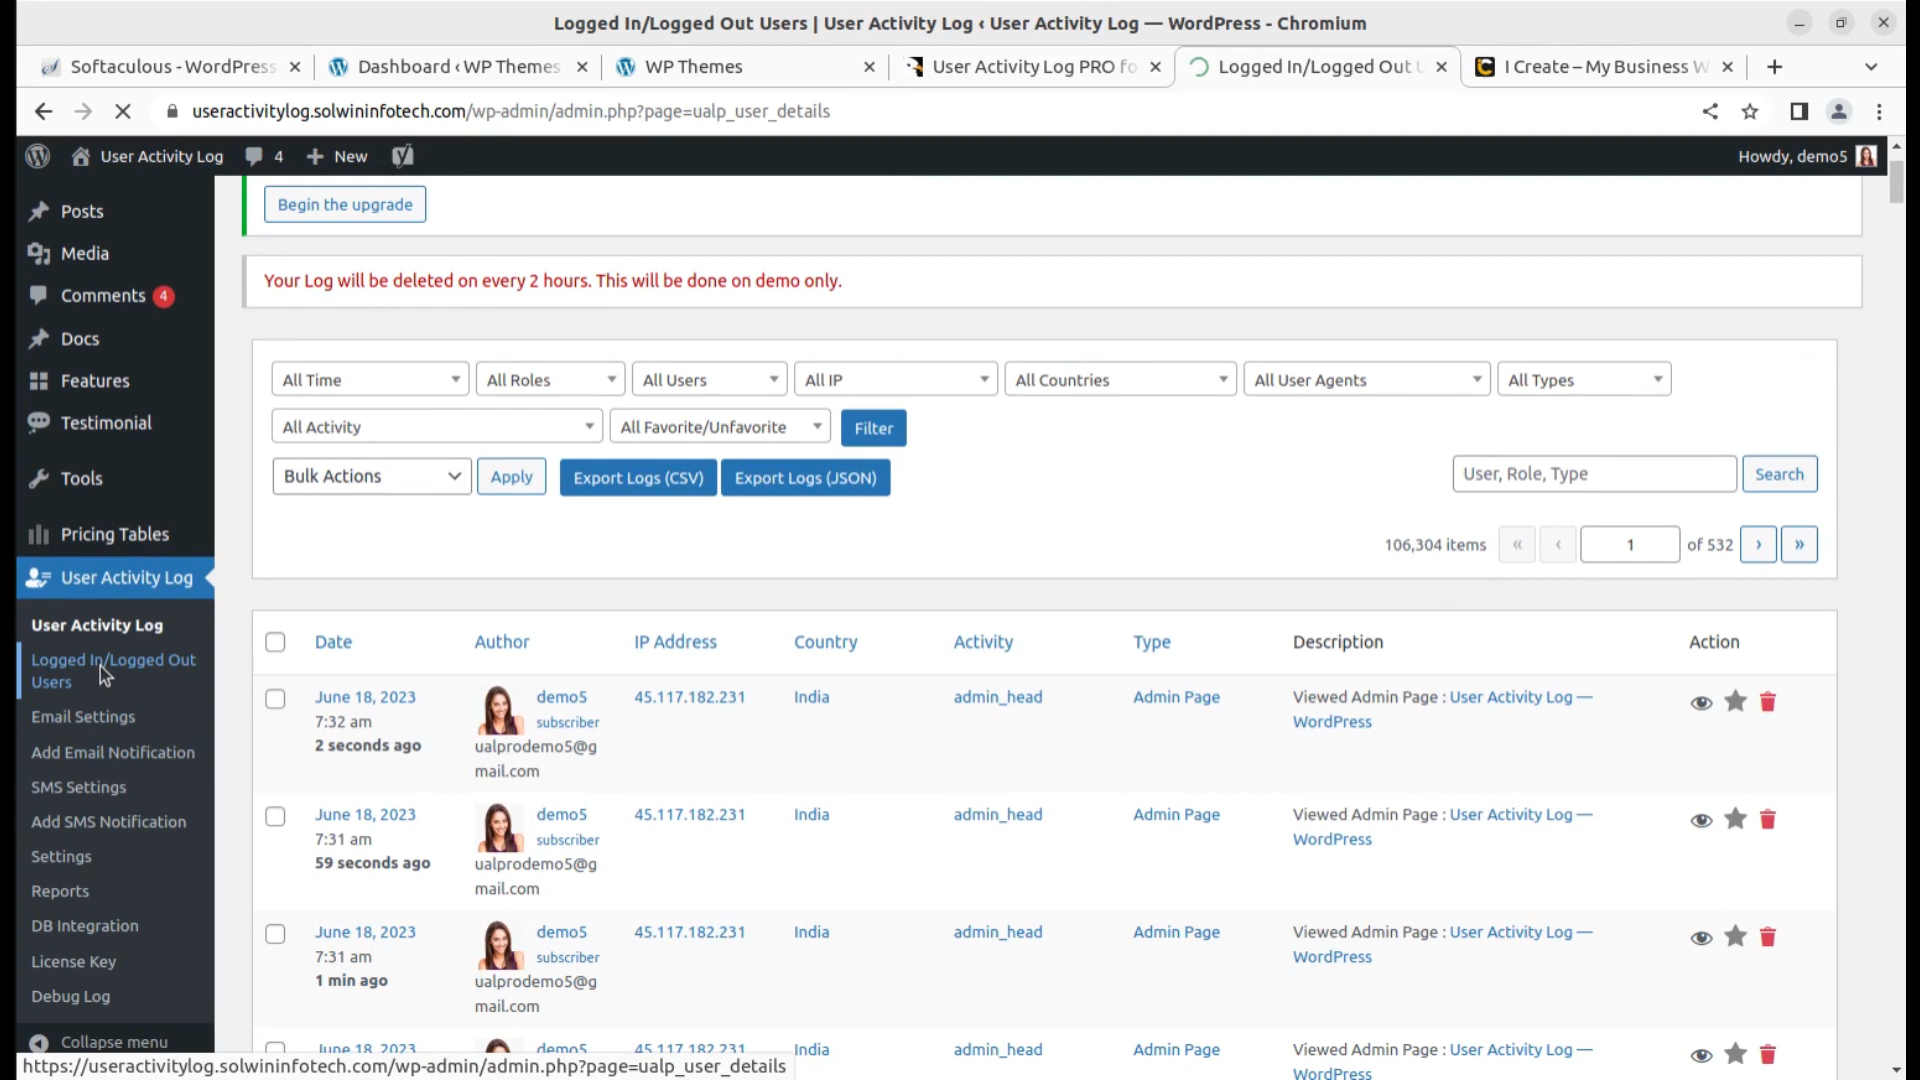 Logged In/Logged Out Users | User Activity Log ‹ User Activity Log — WordPress - Chromium
Softaculous - WordPress
Dashboard ‹ WP Themes
WP Themes
User Activity Log PRO fo
Logged In/Logged Out U
I Create – My Business W
useractivitylog.solwininfotech.com/wp-admin/admin.php?page=ualp_user_details
User Activity Log
4
New
Howdy, demo5
Posts
Media
Comments 4
Docs
Features
Testimonial
Tools
Pricing Tables
User Activity Log
User Activity Log
Logged In/Logged Out
Users
Email Settings
Add Email Notification
SMS Settings
Add SMS Notification
Settings
Reports
DB Integration
License Key
Debug Log
Collapse menu
Begin the upgrade
Your Log will be deleted on every 2 hours. This will be done on demo only.
All Time All Roles All Users All IP All Countries All User Agents All Types
All Activity All Favorite/Unfavorite Filter
Bulk Actions Apply Export Logs (CSV) Export Logs (JSON) User, Role, Type Search
106,304 items « ‹ 1 of 532 › »
Date Author IP Address Country Activity Type Description Action
June 18, 2023 demo5 45.117.182.231 India admin_head Admin Page Viewed Admin Page : User Activity Log —
7:32 am subscriber WordPress
2 seconds ago ualprodemo5@g
mail.com
June 18, 2023 demo5 45.117.182.231 India admin_head Admin Page Viewed Admin Page : User Activity Log —
7:31 am subscriber WordPress
59 seconds ago ualprodemo5@g
mail.com
June 18, 2023 demo5 45.117.182.231 India admin_head Admin Page Viewed Admin Page : User Activity Log —
7:31 am subscriber WordPress
1 min ago ualprodemo5@g
mail.com
June 18, 2023 demo5 45.117.182.231 India admin_head Admin Page Viewed Admin Page : User Activity Log —
WordPress
https://useractivitylog.solwininfotech.com/wp-admin/admin.php?page=ualp_user_details